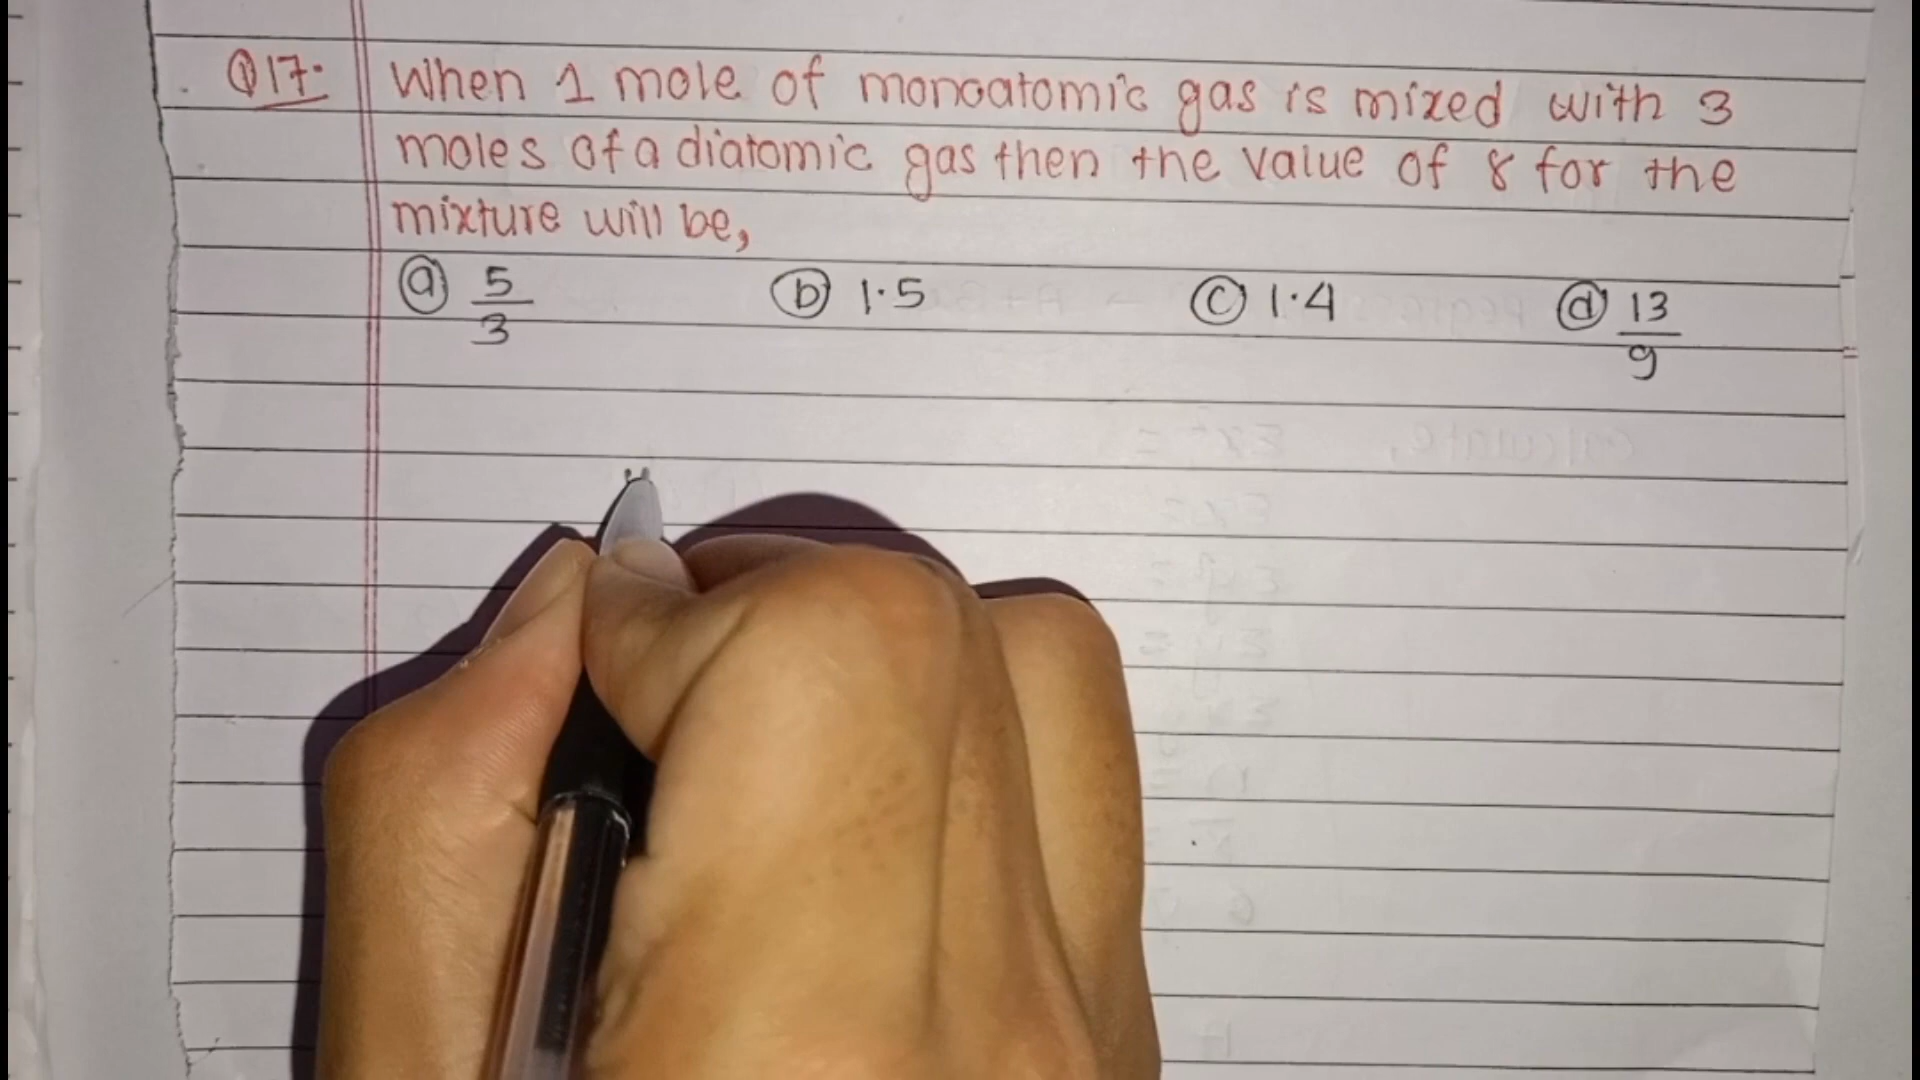 Q17. When 1 mole of monoatomic gas is mixed with 3
moles of a diatomic gas then the value of γ for the
mixture will be,
(a) 5/3 (b) 1.5 (c) 1.4 (d) 13/9